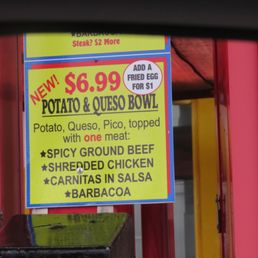 ★BARBACOA
Steak? $2 More
NEW!
$6.99
ADD A
FRIED EGG
FOR $1
POTATO & QUESO BOWL
Potato, Queso, Pico, topped
with one meat:
★SPICY GROUND BEEF
★SHREDDED CHICKEN
★CARNITAS IN SALSA
★BARBACOA